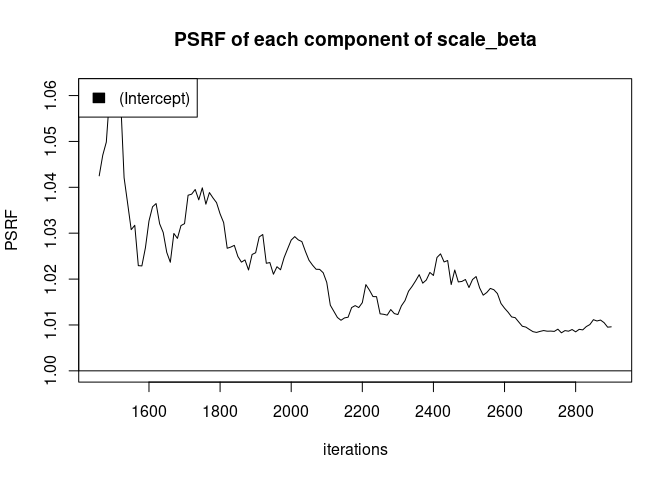 PSRF of each component of scale_beta
(Intercept)
PSRF
1.06
1.05
1.04
1.03
1.02
1.01
1.00
1600 1800 2000 2200 2400 2600 2800
iterations